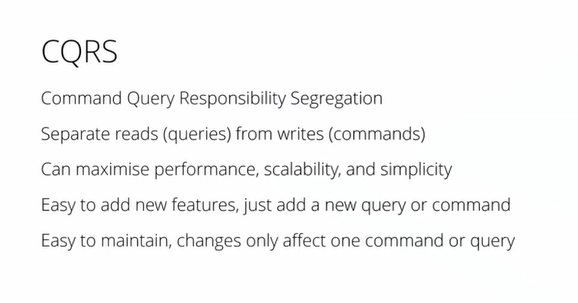 CQRS
Command Query Responsibility Segregation
Separate reads (queries) from writes (commands)
Can maximise performance, scalability, and simplicity
Easy to add new features, just add a new query or command
Easy to maintain, changes only affect one command or query